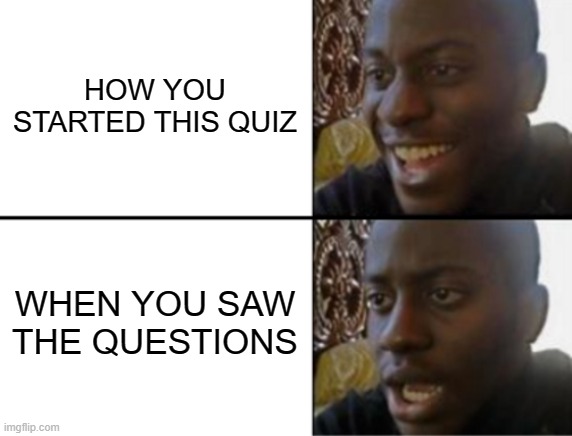 HOW YOU
STARTED THIS QUIZ
WHEN YOU SAW
THE QUESTIONS
imgflip.com